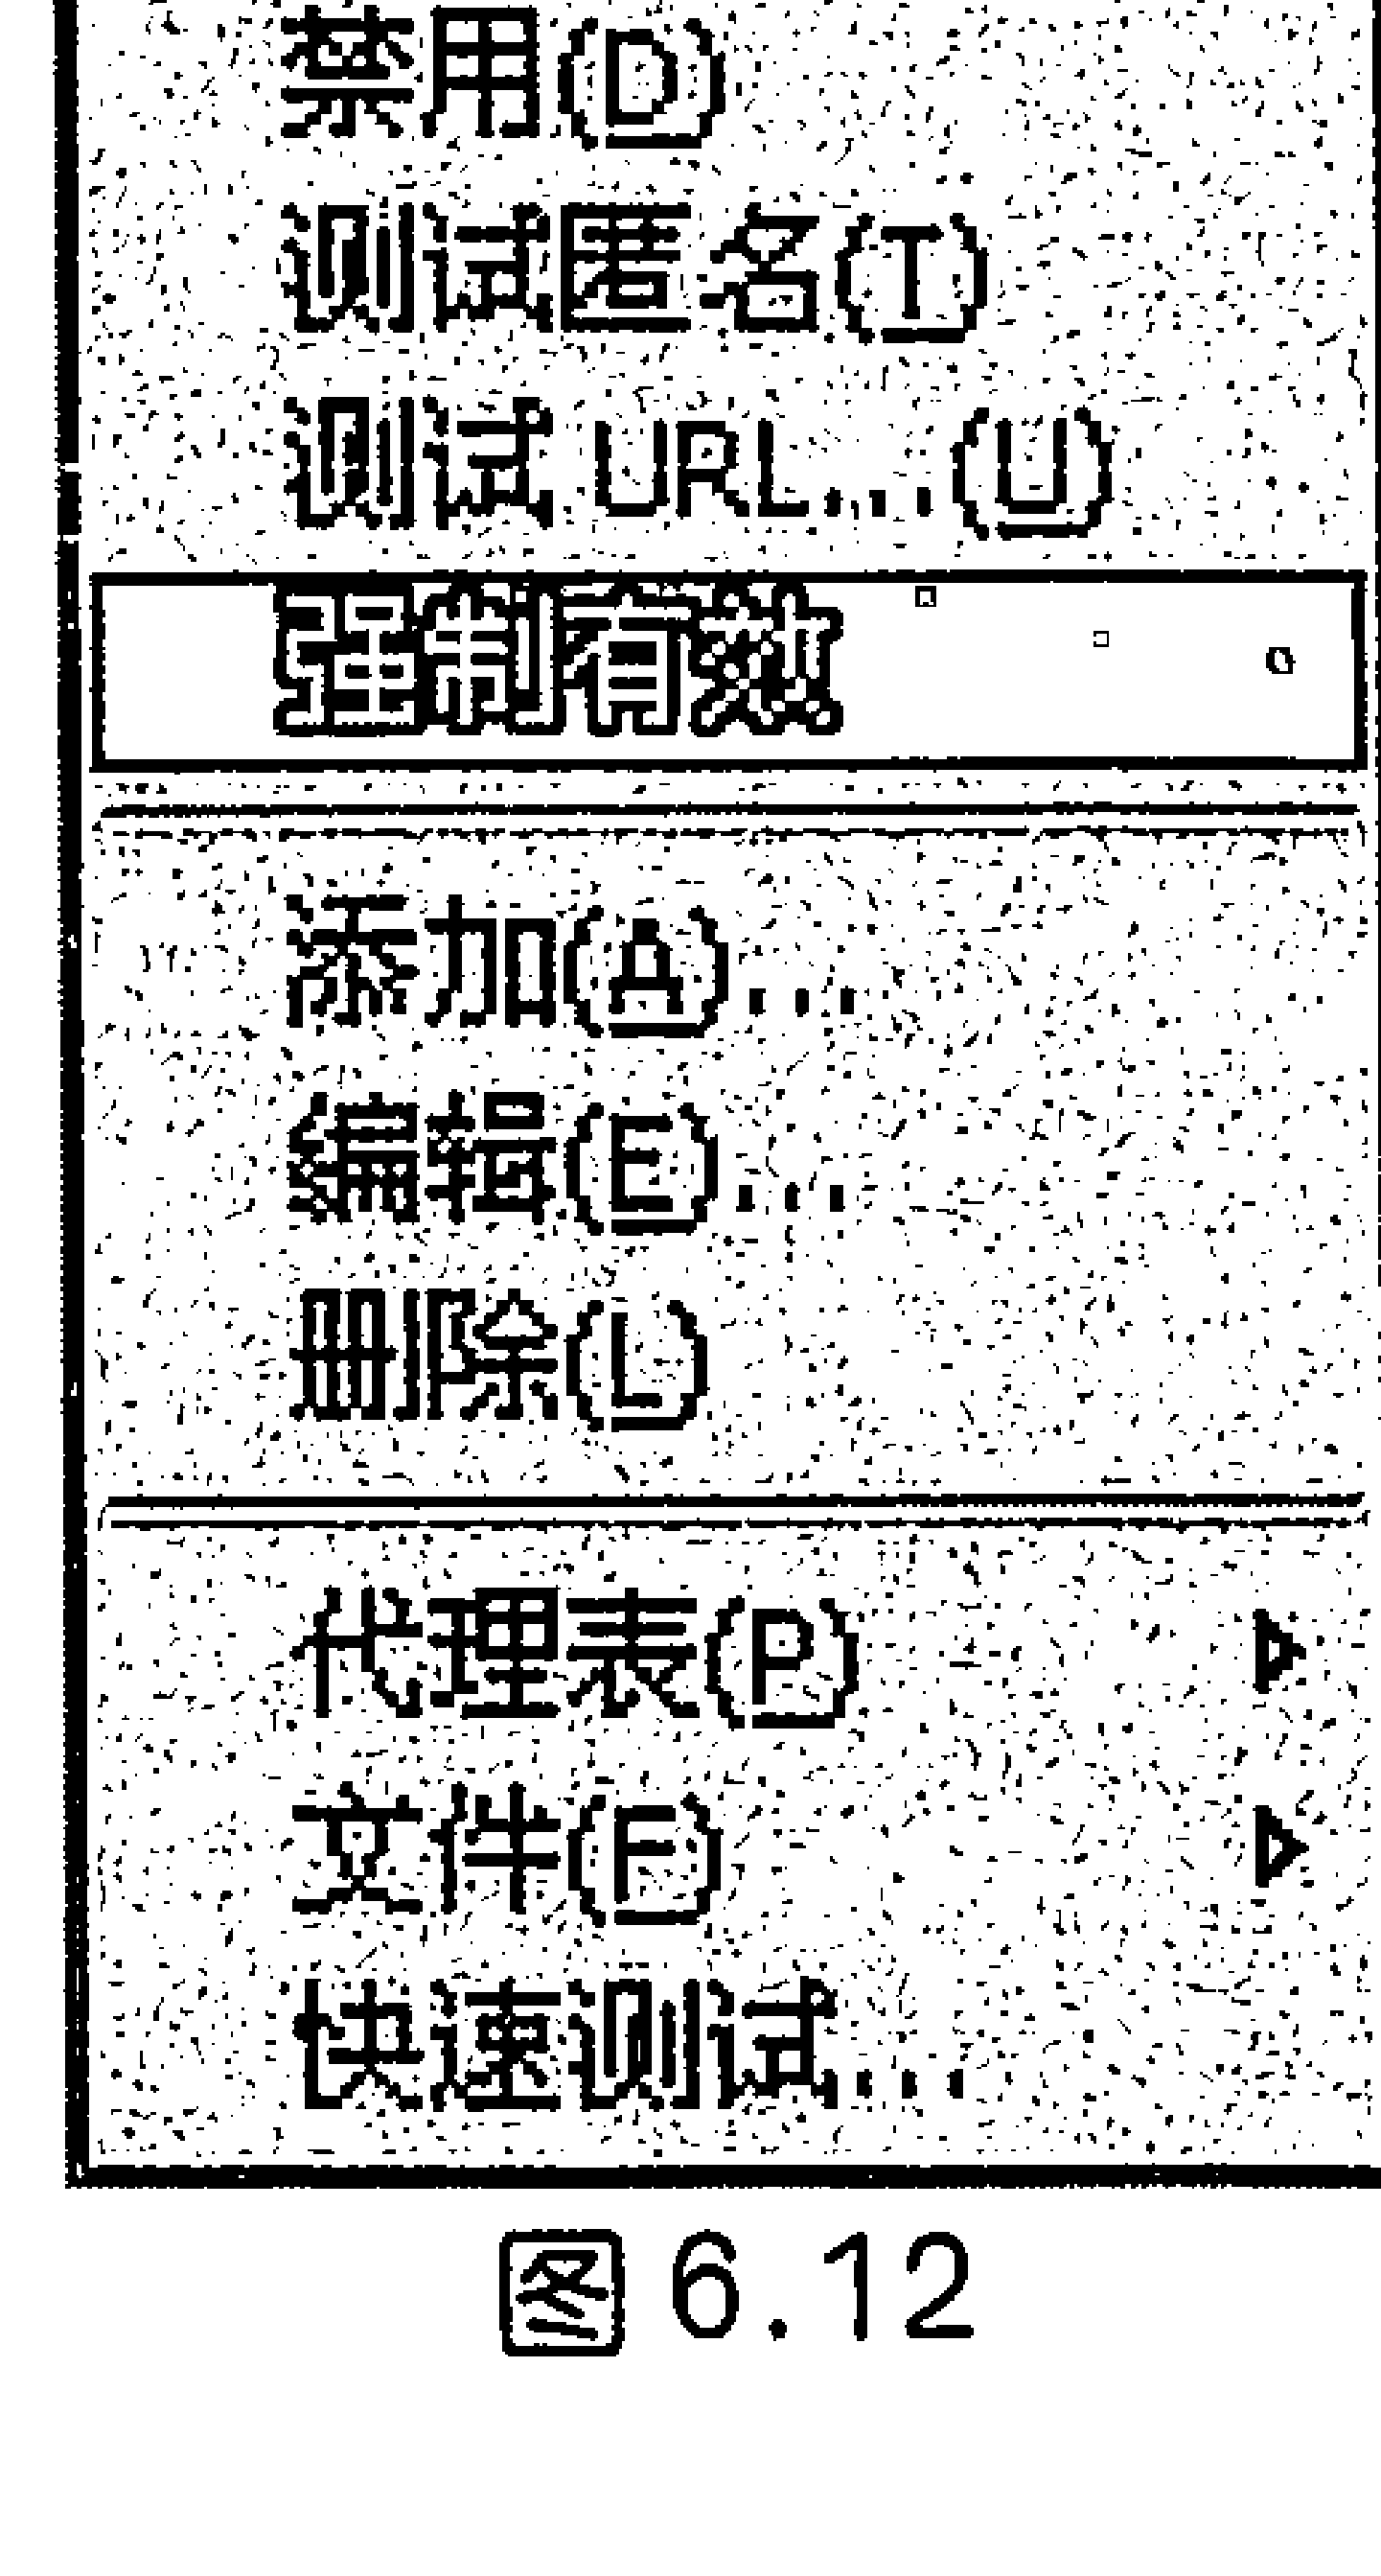 禁用(D)
测试匿名(T)
测试 URL...(U)
强制有效
添加(A)...
编辑(E)...
删除(L)
代理表(P)
文件(F)
快速测试...
图 6.12